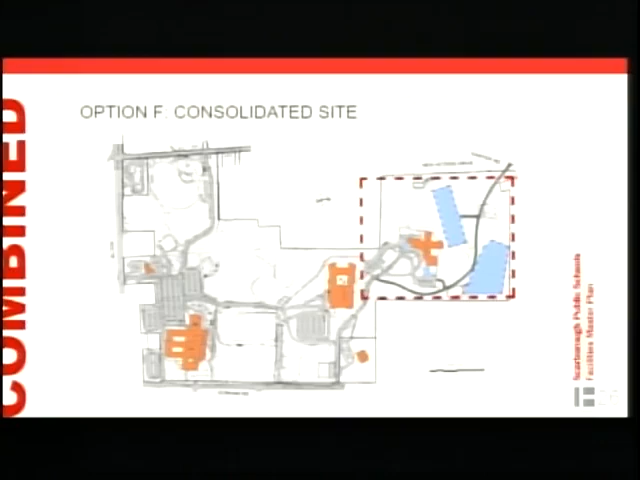 OPTION F. CONSOLIDATED SITE
COMBINED
Scarborough Public Schools
Facilities Master Plan